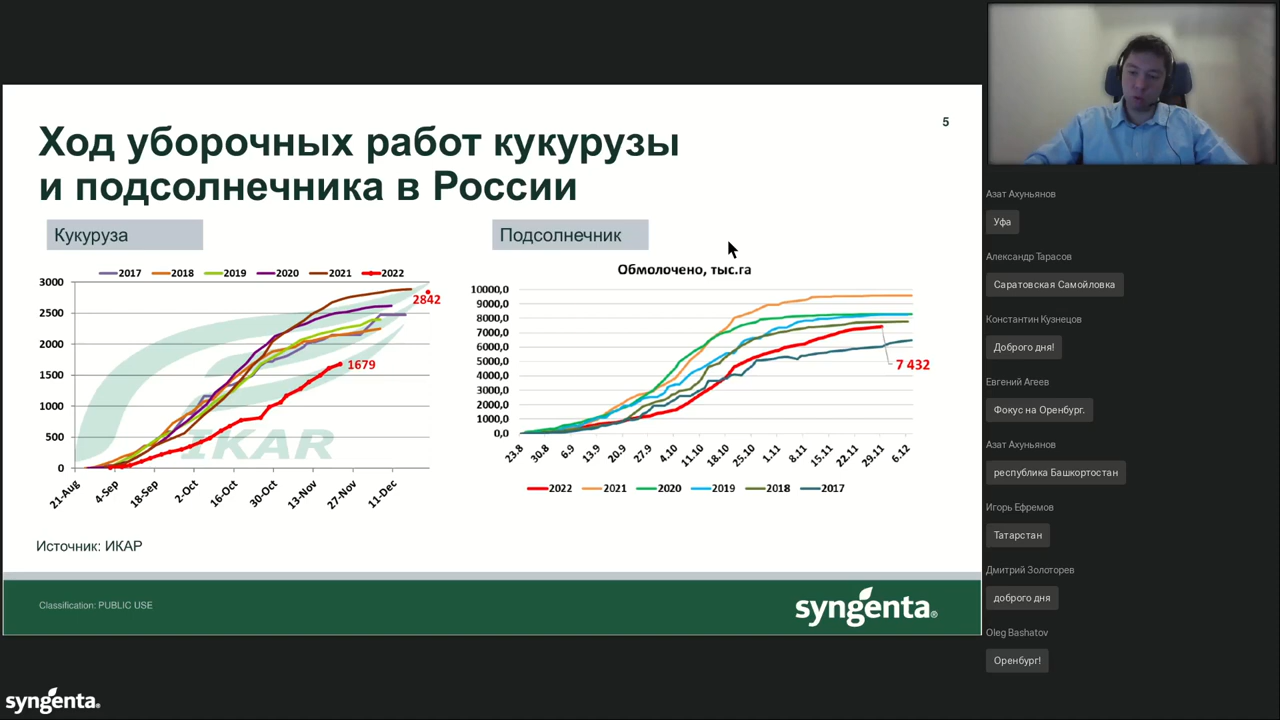 Ход уборочных работ кукурузы
и подсолнечника в России
5
Кукуруза
2017 2018 2019 2020 2021 2022
3000
2500
2000
1500
1000
500
0
2842
1679
IKAR
21-Aug 4-Sep 18-Sep 2-Oct 16-Oct 30-Oct 13-Nov 27-Nov 11-Dec
Подсолнечник
Обмолочено, тыс.га
10000,0
9000,0
8000,0
7000,0
6000,0
5000,0
4000,0
3000,0
2000,0
1000,0
0,0
7 432
23.8 30.8 6.9 13.9 20.9 27.9 4.10 11.10 18.10 25.10 1.11 8.11 15.11 22.11 29.11 6.12
2022 2021 2020 2019 2018 2017
Источник: ИКАР
Classification: PUBLIC USE
syngenta®
syngenta®
Азат Ахуньянов
Уфа
Александр Тарасов
Саратовская Самойловка
Константин Кузнецов
Доброго дня!
Евгений Агеев
Фокус на Оренбург.
Азат Ахуньянов
республика Башкортостан
Игорь Ефремов
Татарстан
Дмитрий Золоторев
доброго дня
Oleg Bashatov
Оренбург!